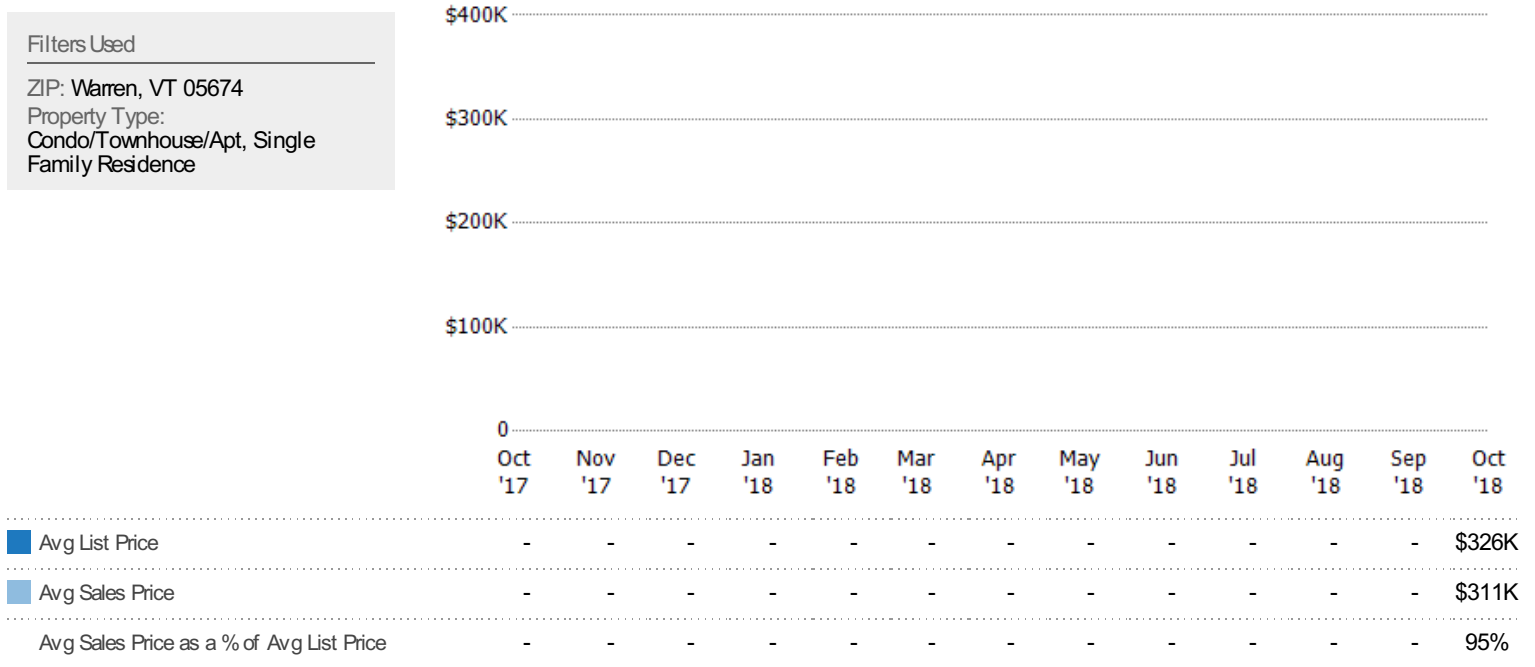 Filters Used
ZIP: Warren, VT 05674
Property Type:
Condo/Townhouse/Apt, Single
Family Residence
$400K
$300K
$200K
$100K
0
Oct Nov Dec Jan Feb Mar Apr May Jun Jul Aug Sep Oct
'17 '17 '17 '18 '18 '18 '18 '18 '18 '18 '18 '18 '18
Avg List Price - - - - - - - - - - - - $326K
Avg Sales Price - - - - - - - - - - - - $311K
Avg Sales Price as a % of Avg List Price - - - - - - - - - - - - 95%